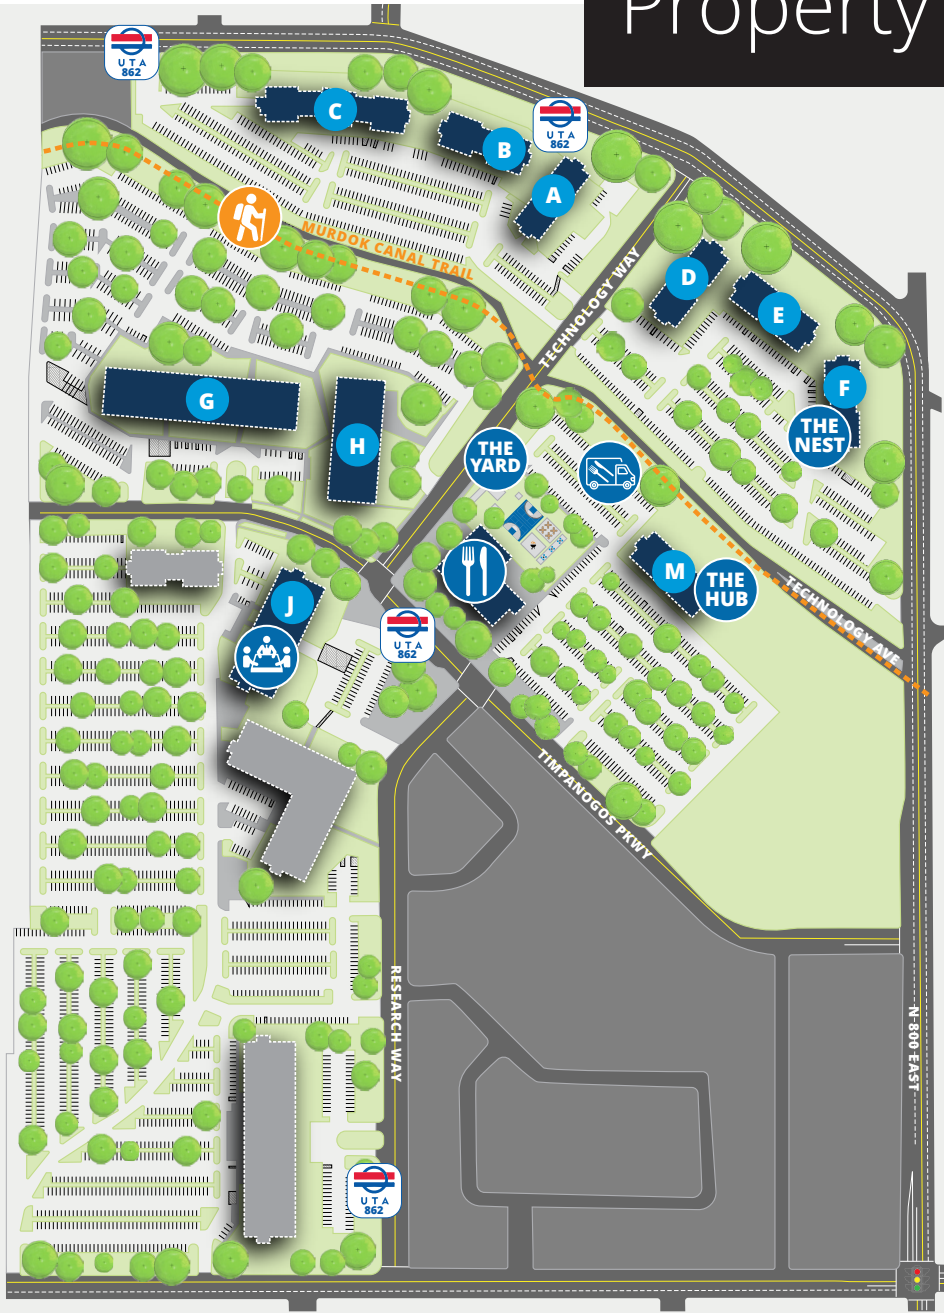 Property
UTA
862
C
B
UTA
862
A
MURDOK CANAL TRAIL
TECHNOLOGY WAY
D
E
F
THE
NEST
G
H
THE
YARD
M
THE
HUB
TECHNOLOGY AVE
J
UTA
862
TIMPANOGOS PKWY
RESEARCH WAY
N 800 EAST
UTA
862